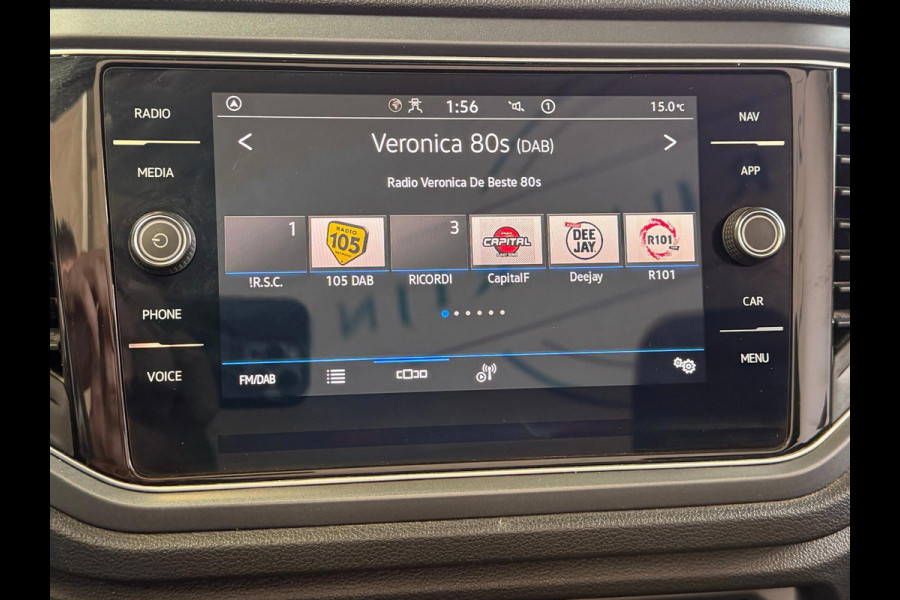 RADIO
MEDIA
PHONE
VOICE
1:56
1
15.0°C
< Veronica 80s (DAB) >
Radio Veronica De Beste 80s
1
RADIO
105
3
CAPITAL
DEE
JAY
R101
!R.S.C.
105 DAB
RICORDI
CapitalF
Deejay
R101
FM/DAB
NAV
APP
CAR
MENU